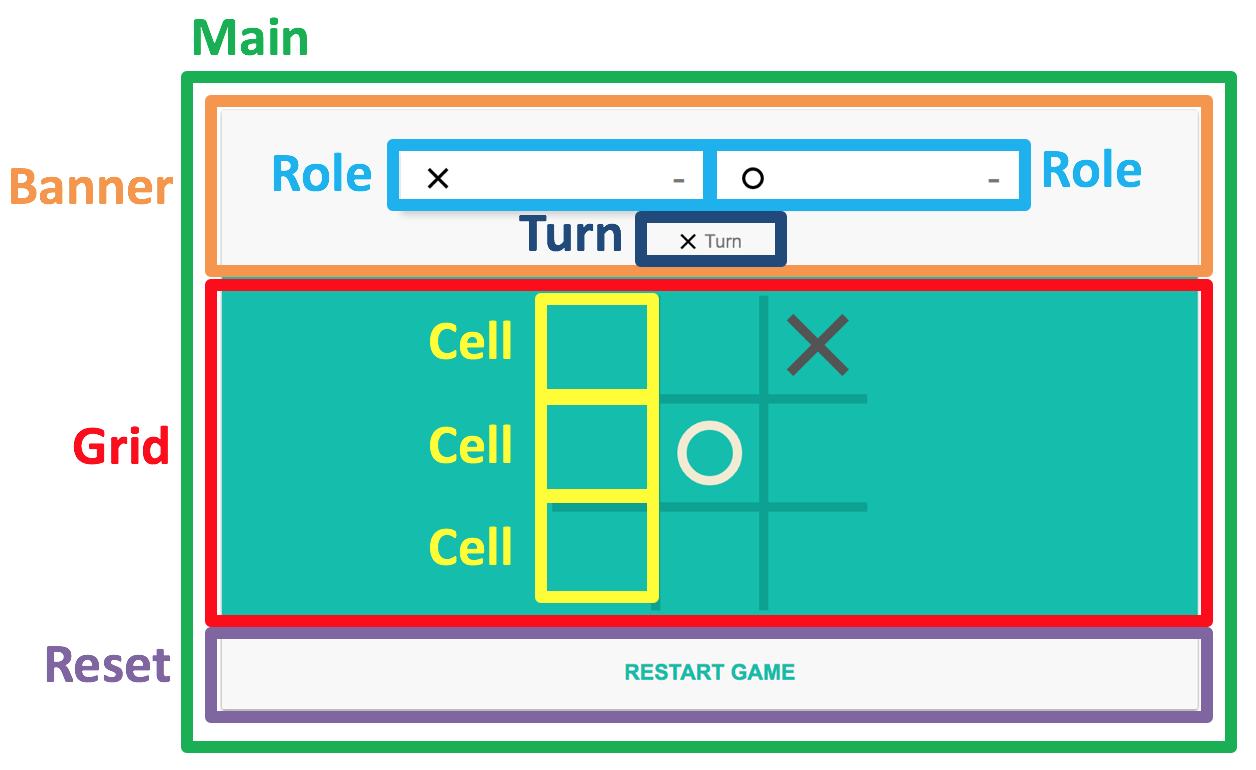 Main
Banner
Role
× -
○ -
Role
Turn
× Turn
Cell
×
Grid
Cell
○
Cell
Reset
RESTART GAME